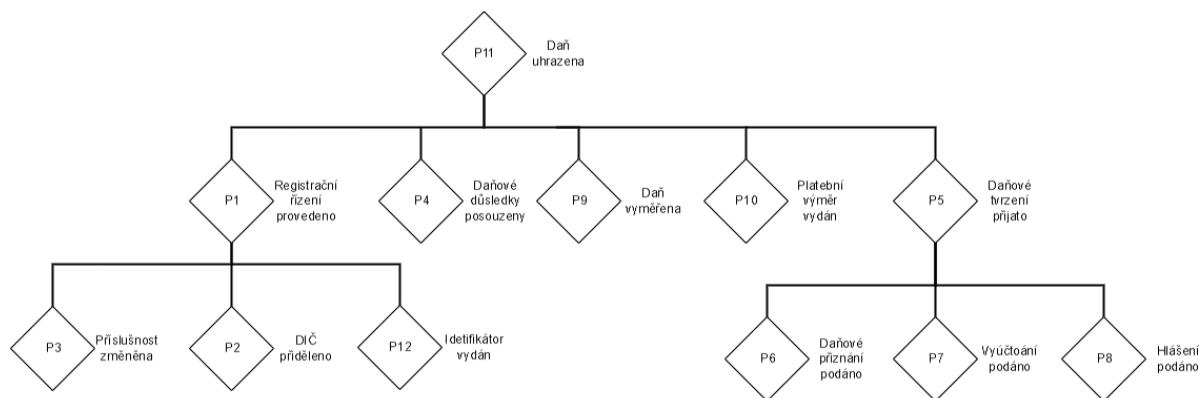 P11
Daň
uhrazena
P1
Registrační
řízení
provedeno
P4
Daňové
důsledky
posouzeny
P9
Daň
vyměřena
P10
Platební
výměr
vydán
P5
Daňové
tvrzení
přijato
P3
Příslušnost
změněna
P2
DIČ
přiděleno
P12
Idetifikátor
vydán
P6
Daňové
přiznání
podáno
P7
Vyúčtoání
podáno
P8
Hlášení
podáno